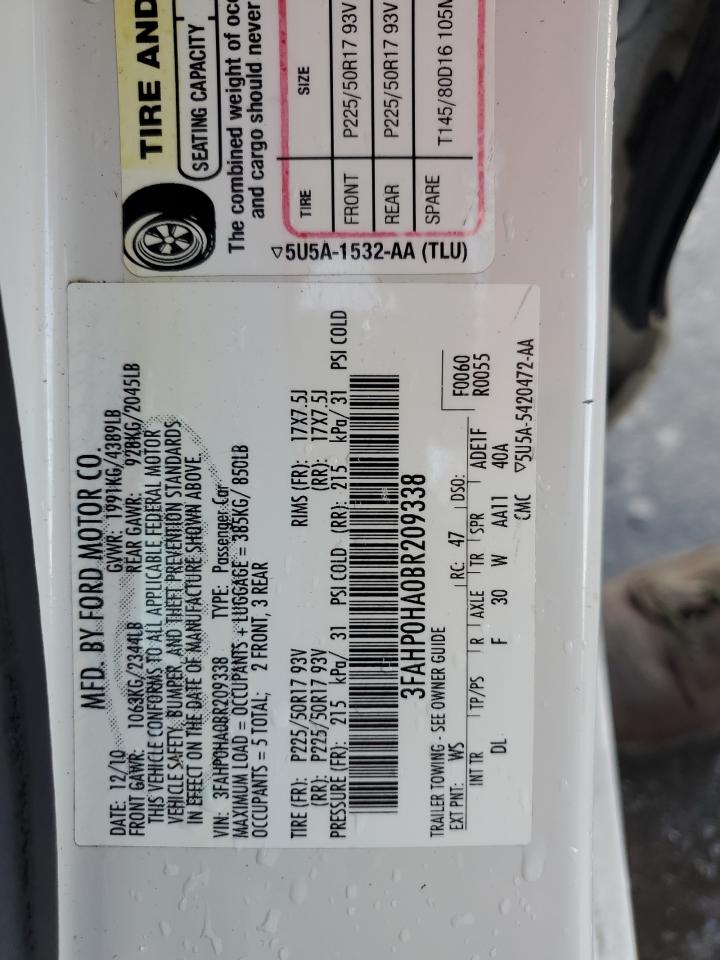 MFD. BY FORD MOTOR CO.
DATE: 12/10 GVWR: 1991KG/4389LB
FRONT GAWR: 1063KG/2344LB REAR GAWR: 928KG/2045LB
THIS VEHICLE CONFORMS TO ALL APPLICABLE FEDERAL MOTOR
VEHICLE SAFETY, BUMPER, AND THEFT PREVENTION STANDARDS
IN EFFECT ON THE DATE OF MANUFACTURE SHOWN ABOVE.
VIN: 3FAHP0HA0BR209338 TYPE: Passenger Car
MAXIMUM LOAD = OCCUPANTS + LUGGAGE = 385KG/ 850LB
OCCUPANTS = 5 TOTAL; 2 FRONT, 3 REAR
TIRE (FR): P225/50R17 93V RIMS (FR): 17X7.5J
(RR): P225/50R17 93V (RR): 17X7.5J
PRESSURE (FR): 215 kPa/ 31 PSI COLD (RR): 215 kPa/ 31 PSI COLD
3FAHP0HA0BR209338
TRAILER TOWING - SEE OWNER GUIDE
EXT PNT: WS RC: 47 DSO: F0060
R0055
INT TR TP/PS R AXLE TR SPR ADE1F
DL F 30 W AA11 40A
CMC ▽5U5A-5420472-AA
TIRE AND
SEATING CAPACITY
The combined weight of occ
and cargo should never
TIRE SIZE
FRONT P225/50R17 93V
REAR P225/50R17 93V
SPARE T145/80D16 105M
▽5U5A-1532-AA (TLU)